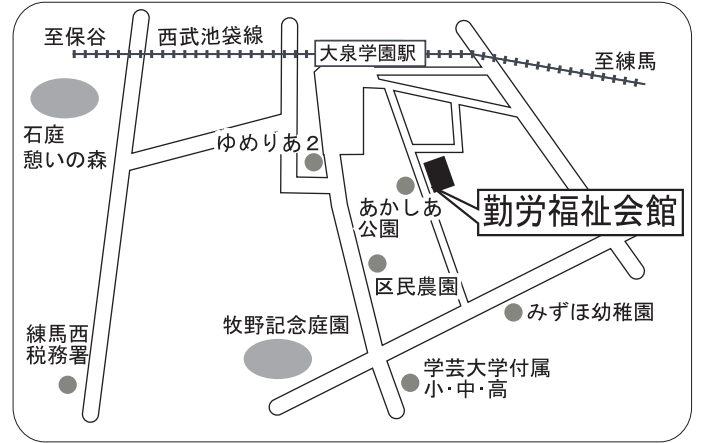 至保谷
西武池袋線
大泉学園駅
至練馬
石庭
憩いの森
ゆめりあ2
あかしあ
公園
勤労福祉会館
区民農園
みずほ幼稚園
牧野記念庭園
練馬西
税務署
学芸大学付属
小・中・高